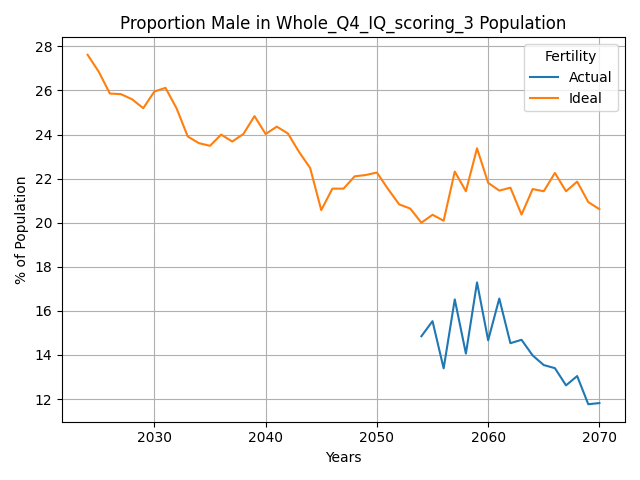 Proportion Male in Whole_Q4_IQ_scoring_3 Population
Fertility
Actual
Ideal
% of Population
28
26
24
22
20
18
16
14
12
2030
2040
2050
2060
2070
Years